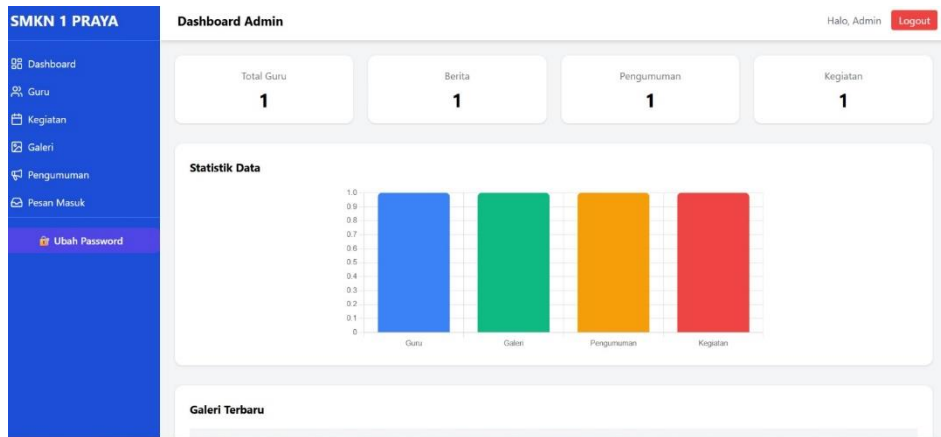 SMKN 1 PRAYA
Dashboard
Guru
Kegiatan
Galeri
Pengumuman
Pesan Masuk
Ubah Password
Dashboard Admin
Halo, Admin
Logout
Total Guru
1
Berita
1
Pengumuman
1
Kegiatan
1
Statistik Data
1.0
0.9
0.8
0.7
0.6
0.5
0.4
0.3
0.2
0.1
0
Guru
Galeri
Pengumuman
Kegiatan
Galeri Terbaru